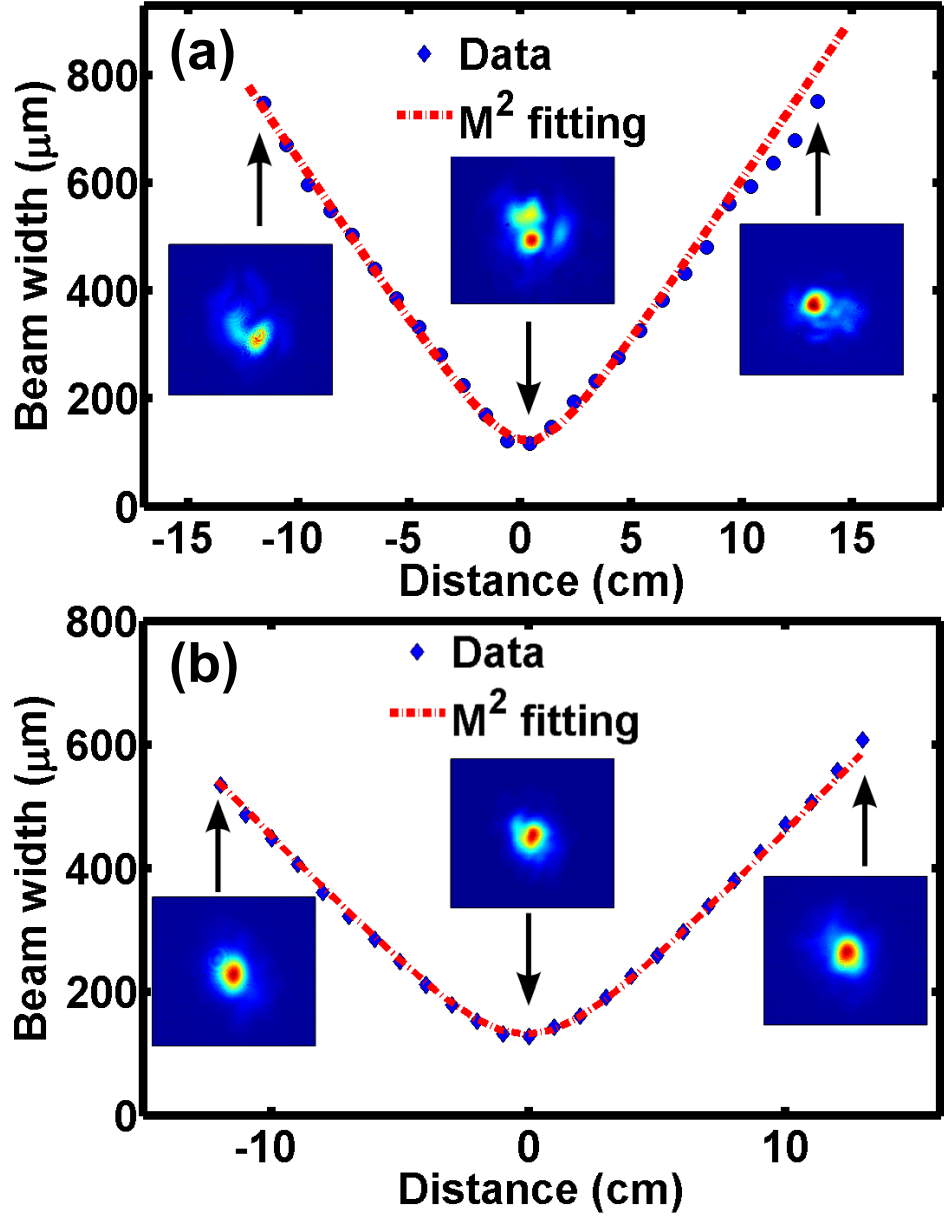 (a)
Data
M² fitting
Beam width (μm)
800
600
400
200
0
-15 -10 -5 0 5 10 15
Distance (cm)
(b)
Data
M² fitting
Beam width (μm)
800
600
400
200
0
-10 0 10
Distance (cm)